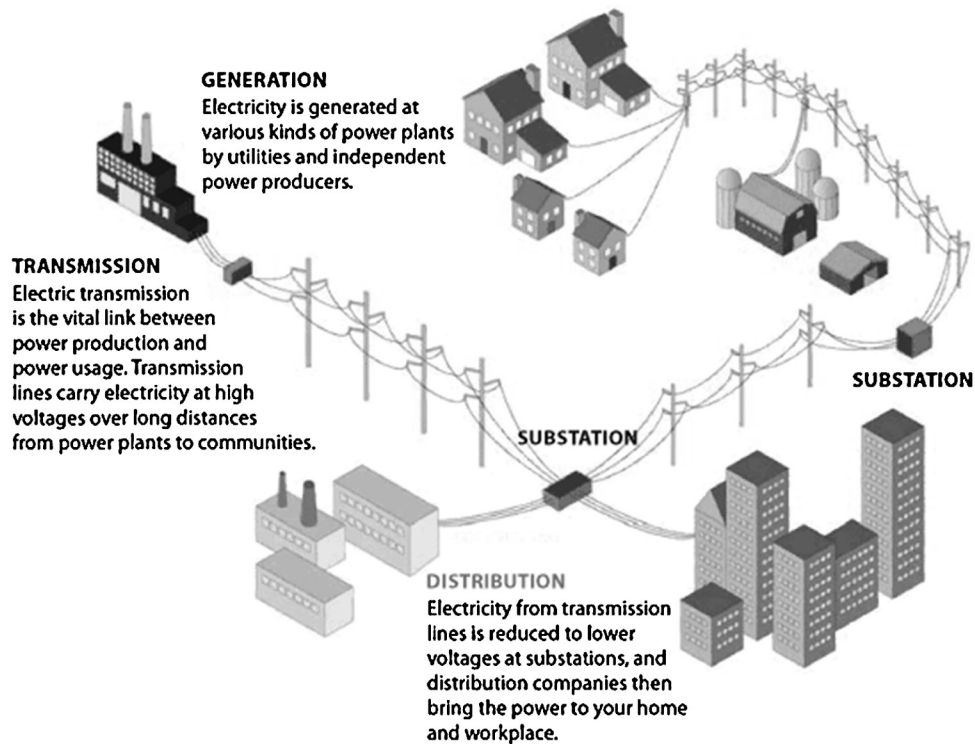 GENERATION
Electricity is generated at
various kinds of power plants
by utilities and independent
power producers.
TRANSMISSION
Electric transmission
is the vital link between
power production and
power usage. Transmission
lines carry electricity at high
voltages over long distances
from power plants to communities.
SUBSTATION
SUBSTATION
DISTRIBUTION
Electricity from transmission
lines is reduced to lower
voltages at substations, and
distribution companies then
bring the power to your home
and workplace.